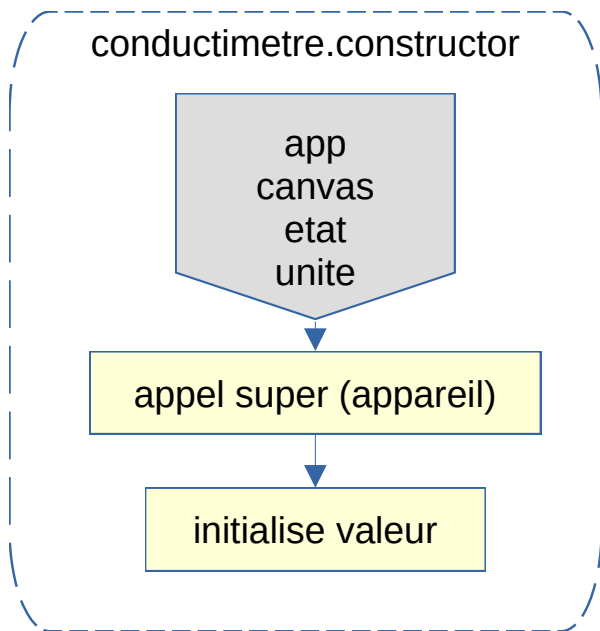 conductimetre.constructor
app
canvas
etat
unite
appel super (appareil)
initialise valeur